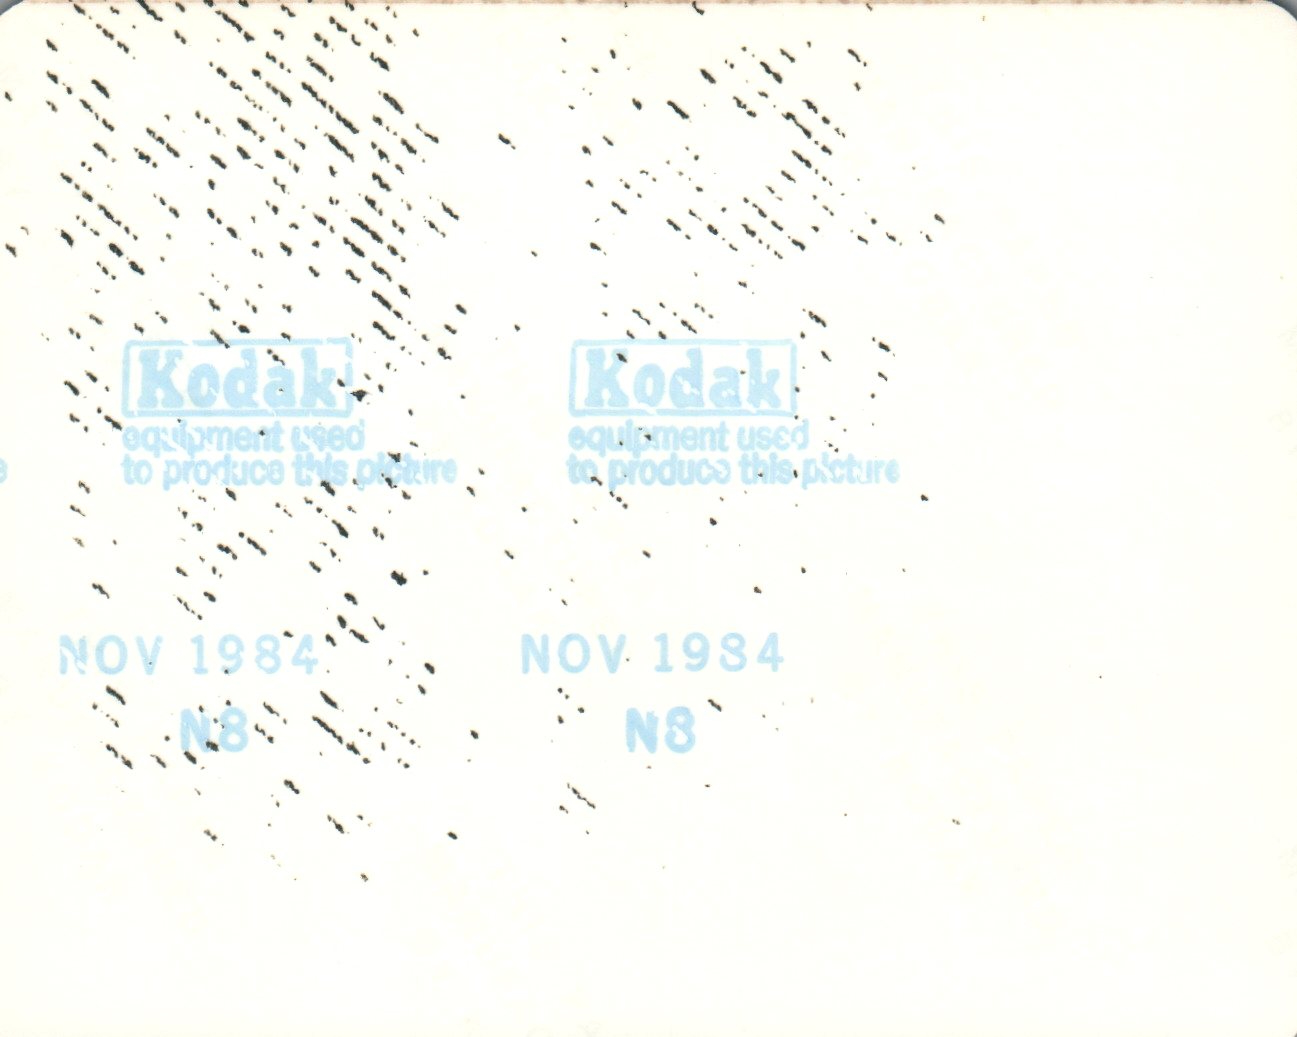 Kodak Kodak
equipment used equipment used
to produce this picture to produce this picture
NOV 1984 NOV 1984
N8 N8